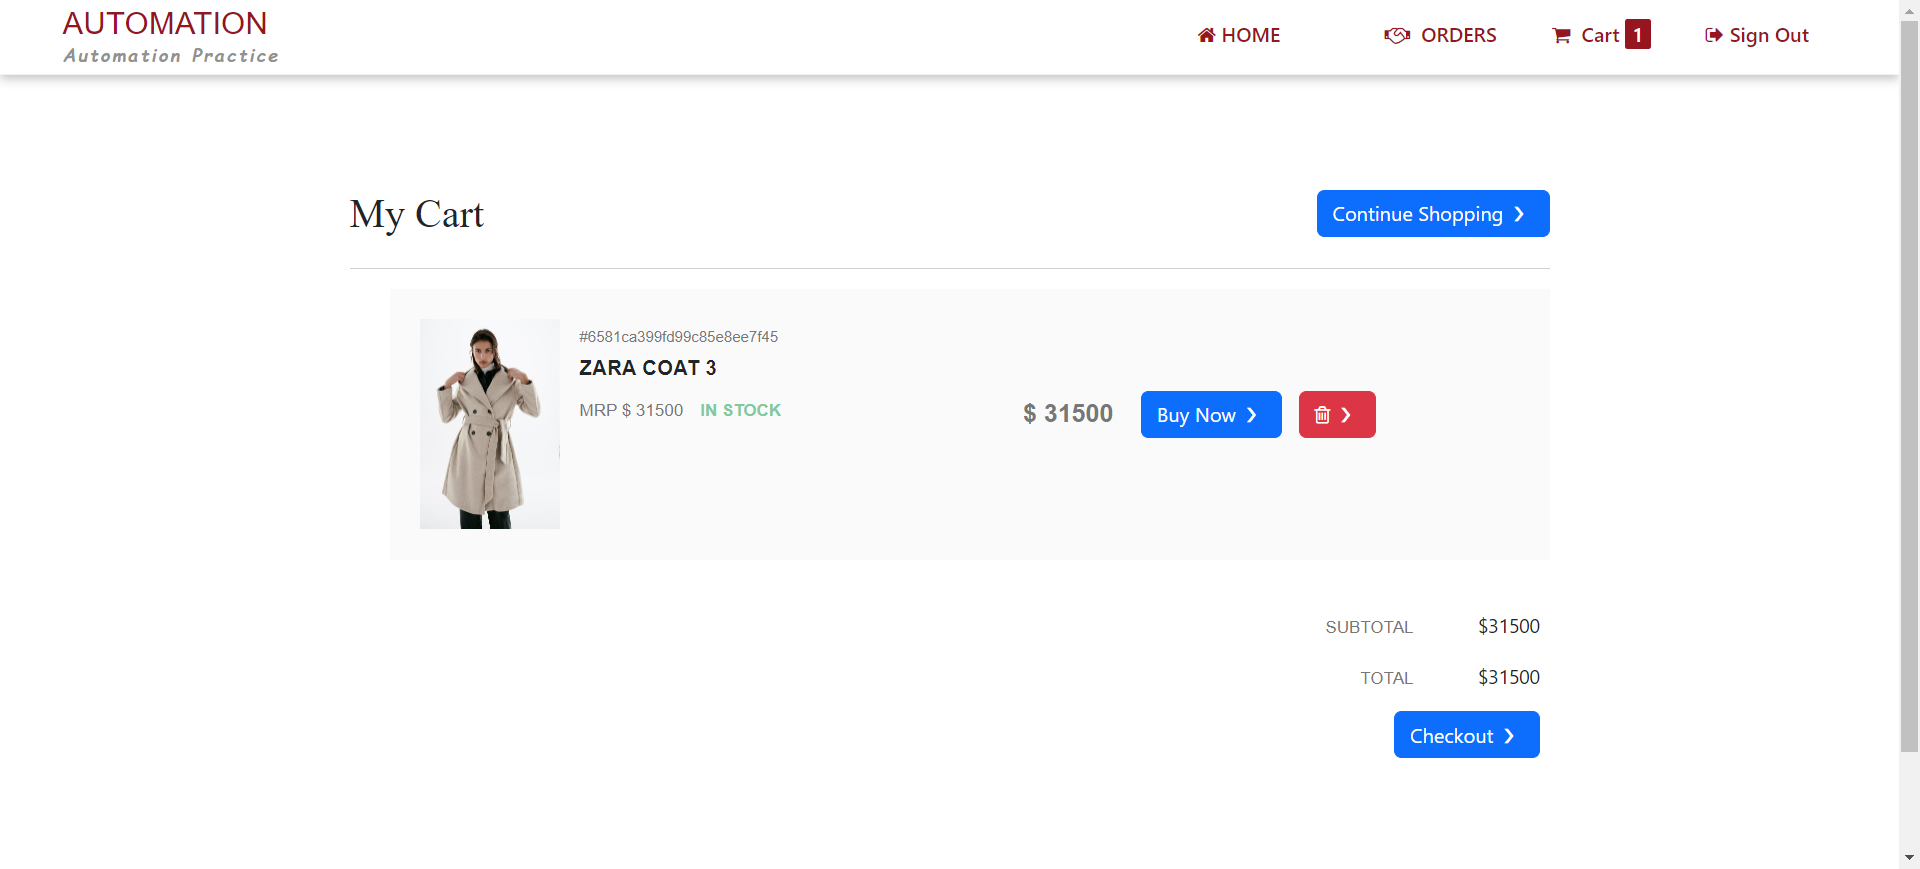 AUTOMATION
Automation Practice
HOME
ORDERS
Cart 1
Sign Out
My Cart
Continue Shopping ❯
#6581ca399fd99c85e8ee7f45
ZARA COAT 3
MRP $ 31500 IN STOCK
$ 31500
Buy Now ❯
❯
SUBTOTAL $31500
TOTAL $31500
Checkout ❯